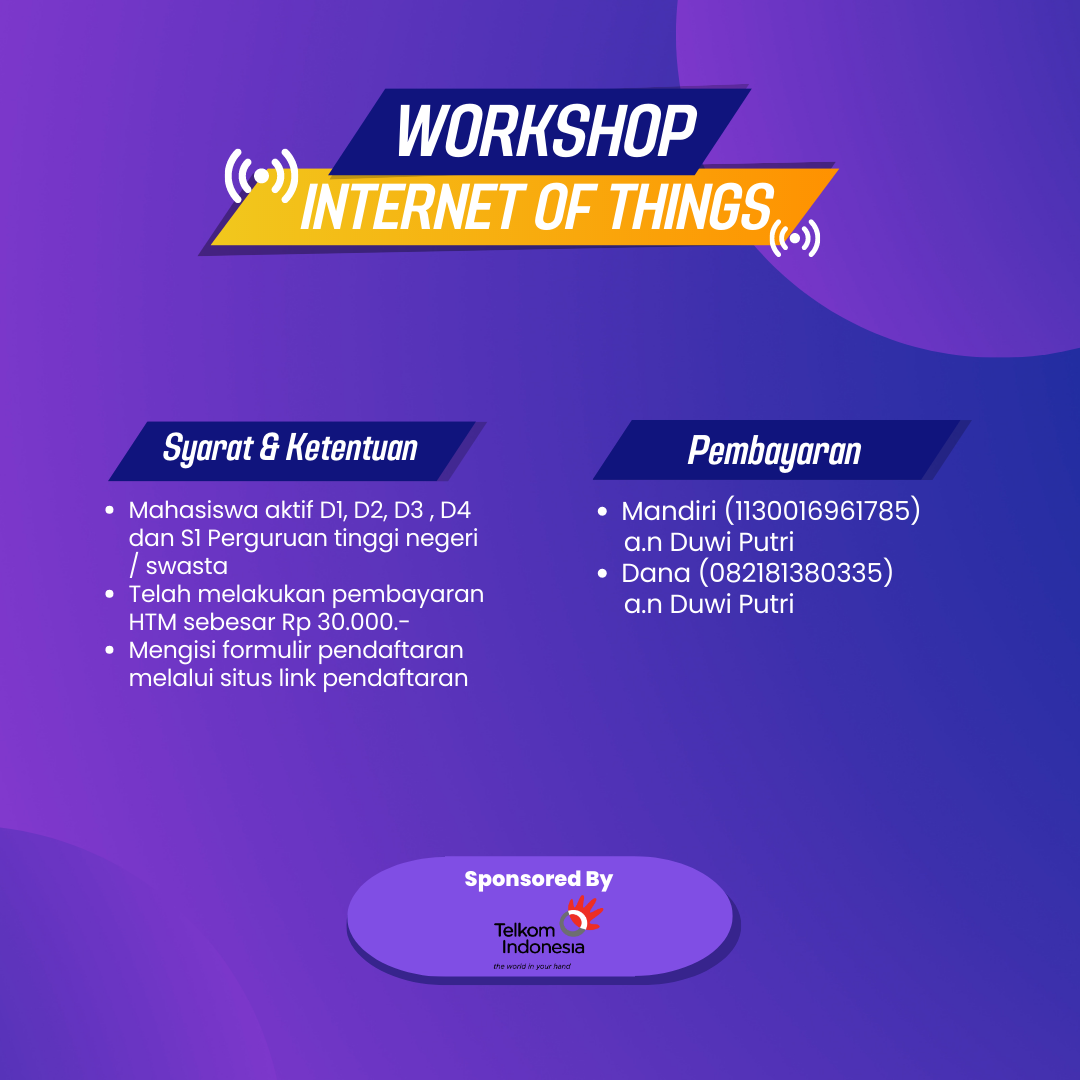 WORKSHOP
INTERNET OF THINGS
Syarat & Ketentuan
• Mahasiswa aktif D1, D2, D3 , D4
dan S1 Perguruan tinggi negeri
/ swasta
• Telah melakukan pembayaran
HTM sebesar Rp 30.000.-
• Mengisi formulir pendaftaran
melalui situs link pendaftaran
Pembayaran
• Mandiri (1130016961785)
a.n Duwi Putri
• Dana (082181380335)
a.n Duwi Putri
Sponsored By
Telkom
Indonesia
the world in your hand